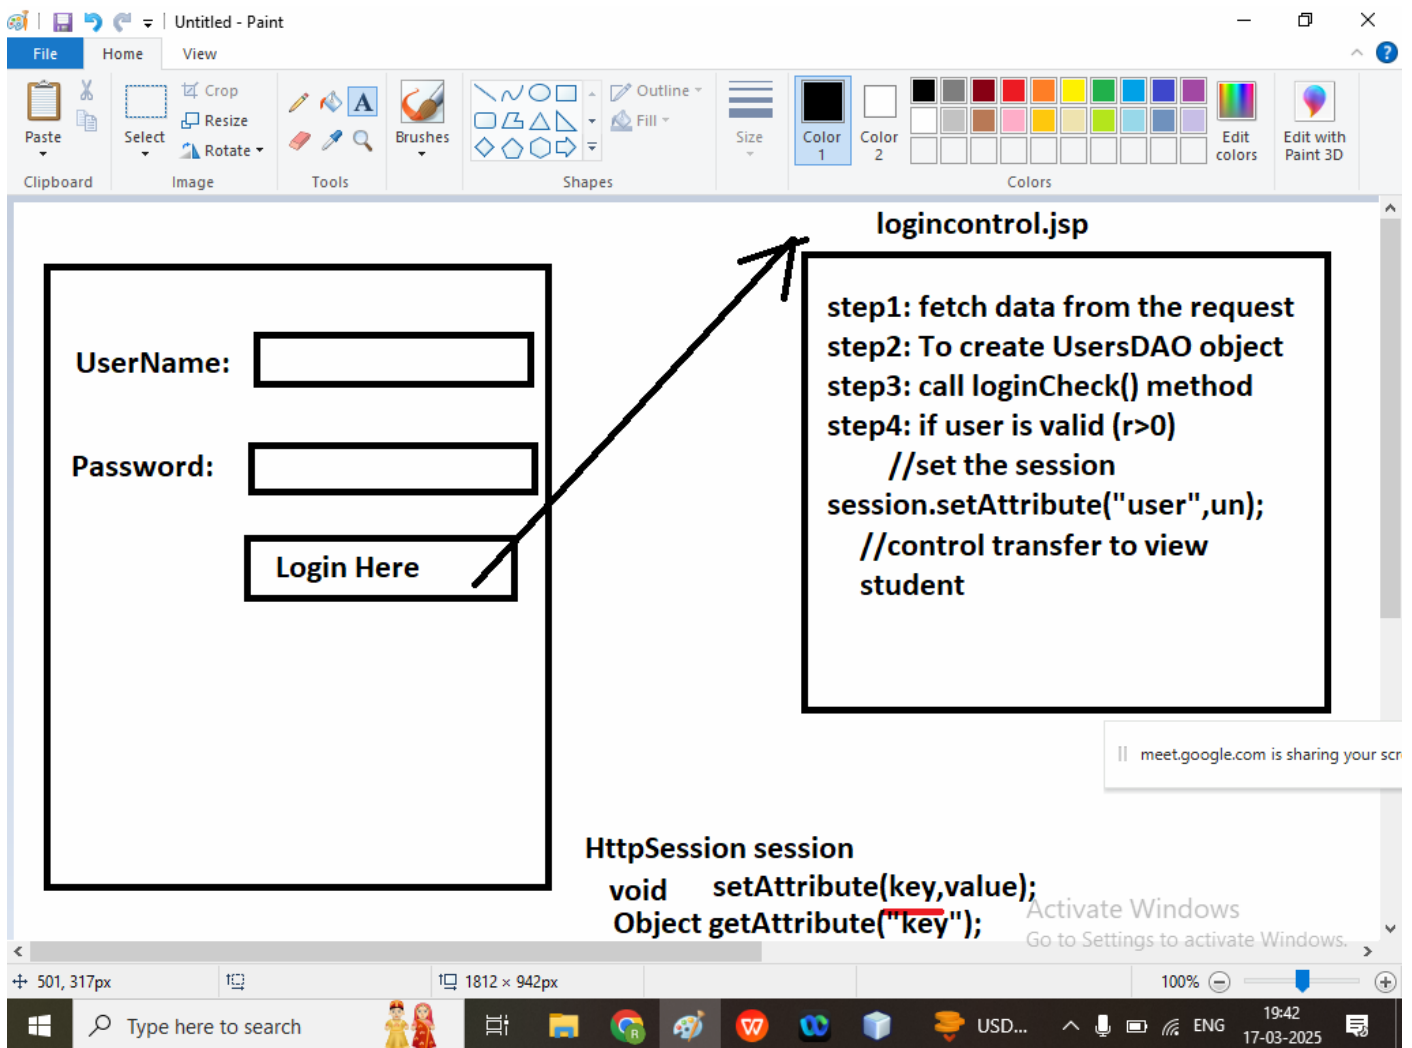 Untitled - Paint
File Home View
Paste
Clipboard
Select
Crop
Resize
Rotate
Image
Tools
Brushes
Shapes
Outline
Fill
Size
Color 1
Color 2
Edit colors
Edit with Paint 3D
Colors
UserName:
Password:
Login Here
logincontrol.jsp
step1: fetch data from the request
step2: To create UsersDAO object
step3: call loginCheck() method
step4: if user is valid (r>0)
//set the session
session.setAttribute("user",un);
//control transfer to view
student
meet.google.com is sharing your scr
HttpSession session
void setAttribute(key,value);
Object getAttribute("key");
Activate Windows
Go to Settings to activate Windows.
501, 317px
1812 × 942px
100%
Type here to search
USD...
ENG
19:42
17-03-2025